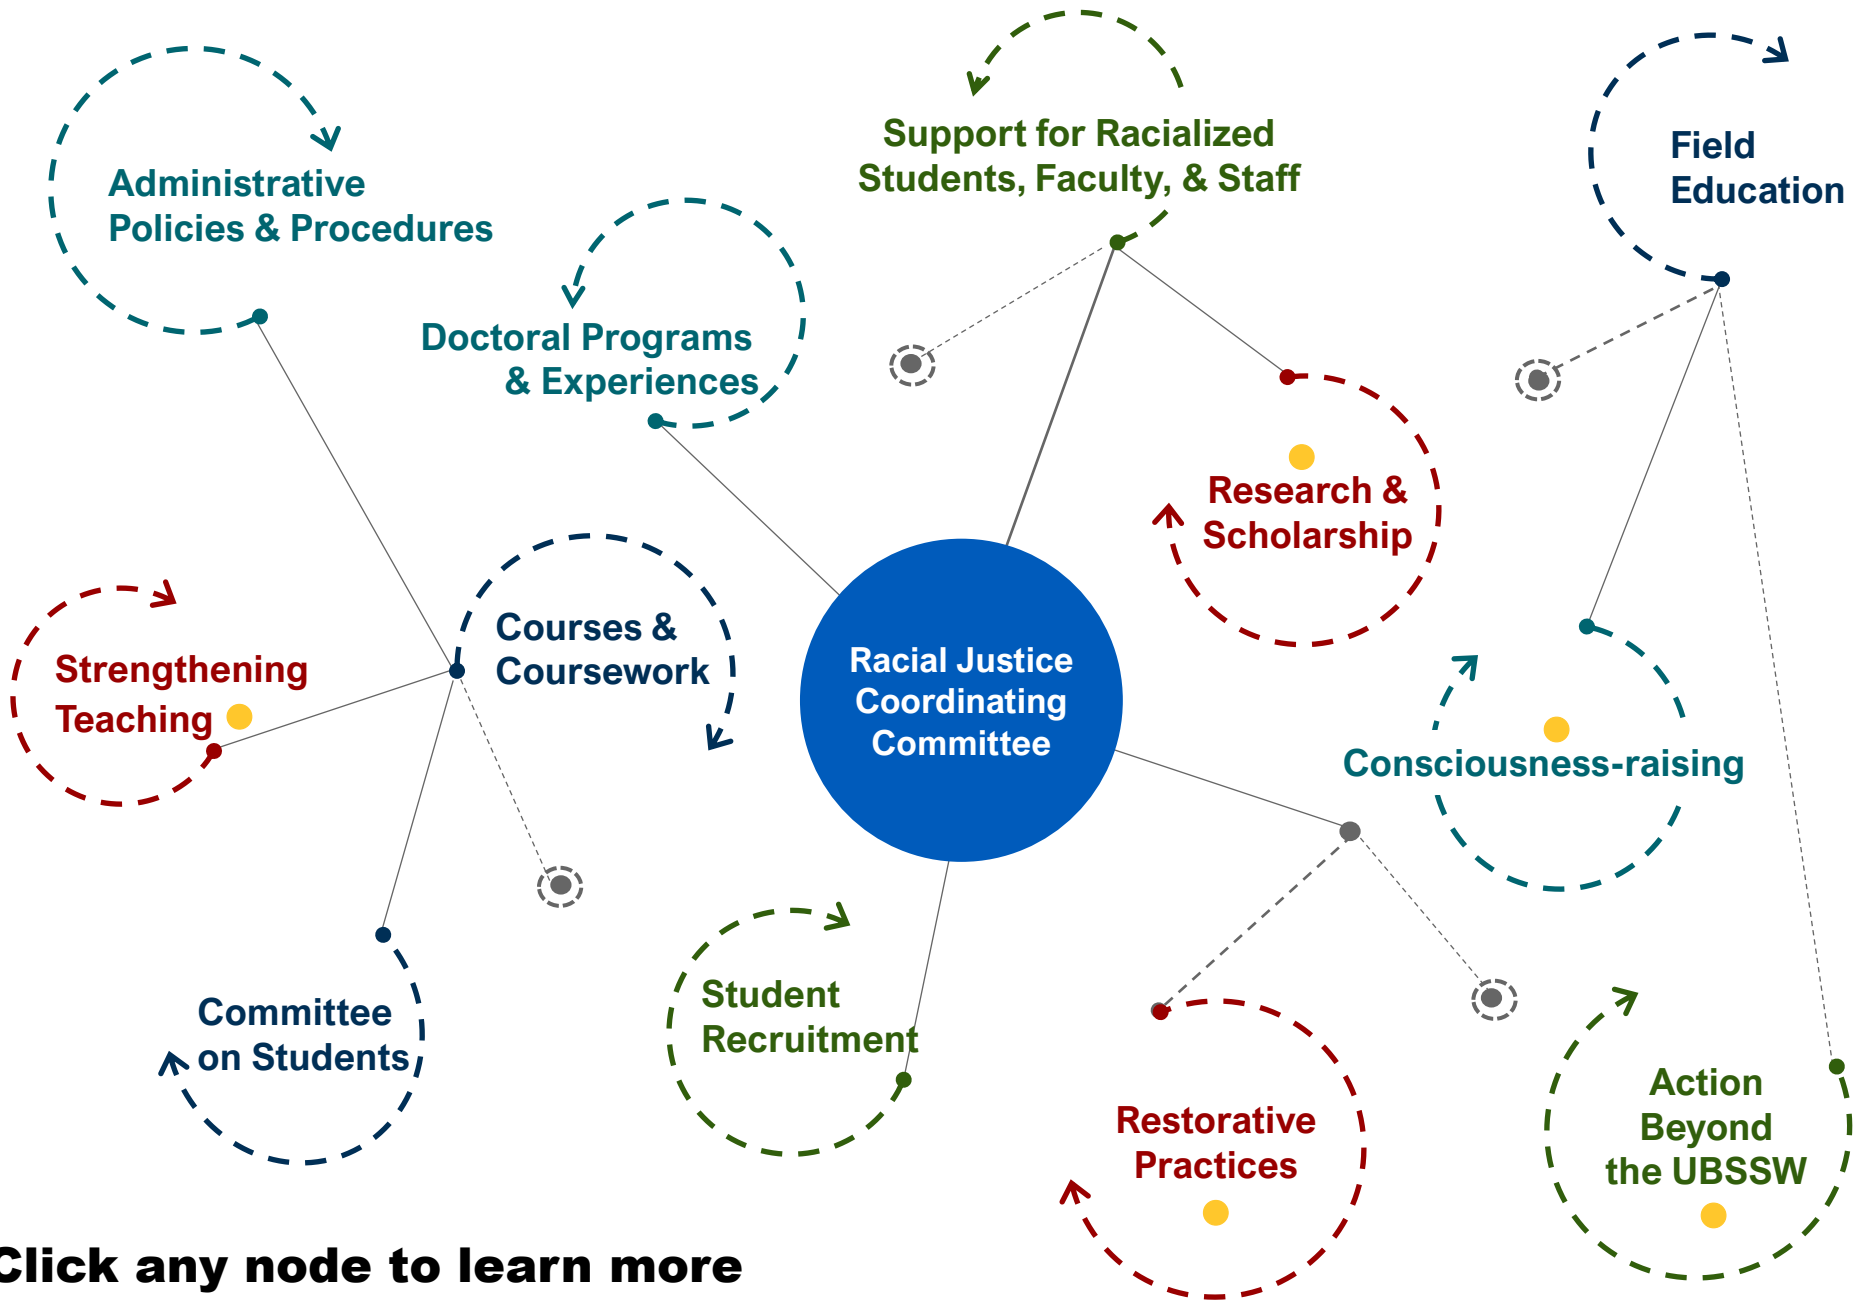 Support for Racialized
Students, Faculty, & Staff
Field
Education
Administrative
Policies & Procedures
Doctoral Programs
& Experiences
Research &
Scholarship
Courses &
Coursework
Strengthening
Teaching
Racial Justice
Coordinating
Committee
Consciousness-raising
Student
Recruitment
Committee
on Students
Action
Beyond
the UBSSW
Restorative
Practices
Click any node to learn more